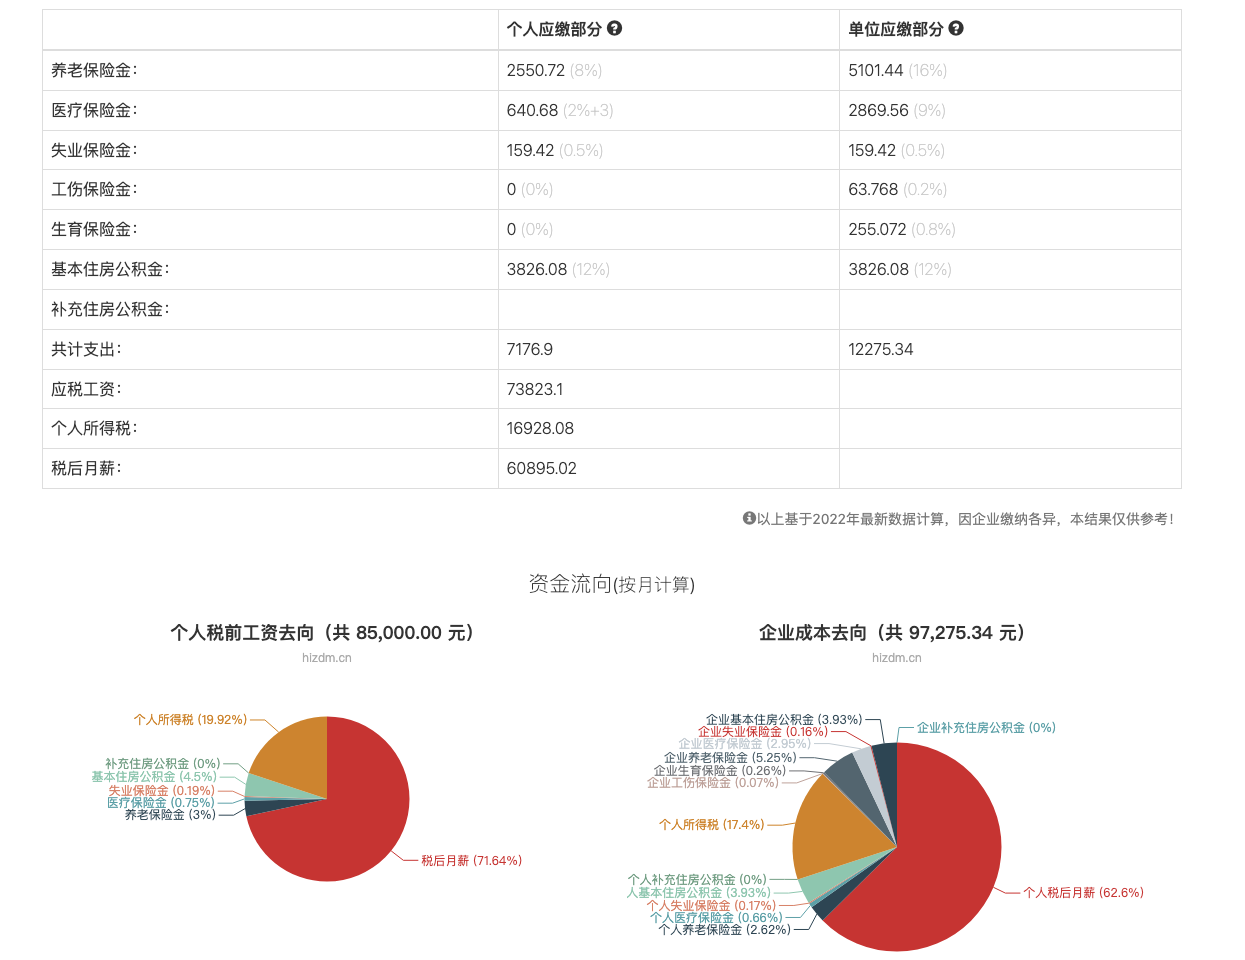 个人应缴部分 单位应缴部分
养老保险金： 2550.72 (8%) 5101.44 (16%)
医疗保险金： 640.68 (2%+3) 2869.56 (9%)
失业保险金： 159.42 (0.5%) 159.42 (0.5%)
工伤保险金： 0 (0%) 63.768 (0.2%)
生育保险金： 0 (0%) 255.072 (0.8%)
基本住房公积金： 3826.08 (12%) 3826.08 (12%)
补充住房公积金：
共计支出： 7176.9 12275.34
应税工资： 73823.1
个人所得税： 16928.08
税后月薪： 60895.02
以上基于2022年最新数据计算，因企业缴纳各异，本结果仅供参考！
资金流向(按月计算)
个人税前工资去向（共 85,000.00 元）
hizdm.cn
个人所得税 (19.92%)
补充住房公积金 (0%)
基本住房公积金 (4.5%)
失业保险金 (0.19%)
医疗保险金 (0.75%)
养老保险金 (3%)
税后月薪 (71.64%)
企业成本去向（共 97,275.34 元）
hizdm.cn
企业基本住房公积金 (3.93%)
企业补充住房公积金 (0%)
企业失业保险金 (0.16%)
企业医疗保险金 (2.95%)
企业养老保险金 (5.25%)
企业生育保险金 (0.26%)
企业工伤保险金 (0.07%)
个人所得税 (17.4%)
个人补充住房公积金 (0%)
人基本住房公积金 (3.93%)
个人失业保险金 (0.17%)
个人医疗保险金 (0.66%)
个人养老保险金 (2.62%)
个人税后月薪 (62.6%)